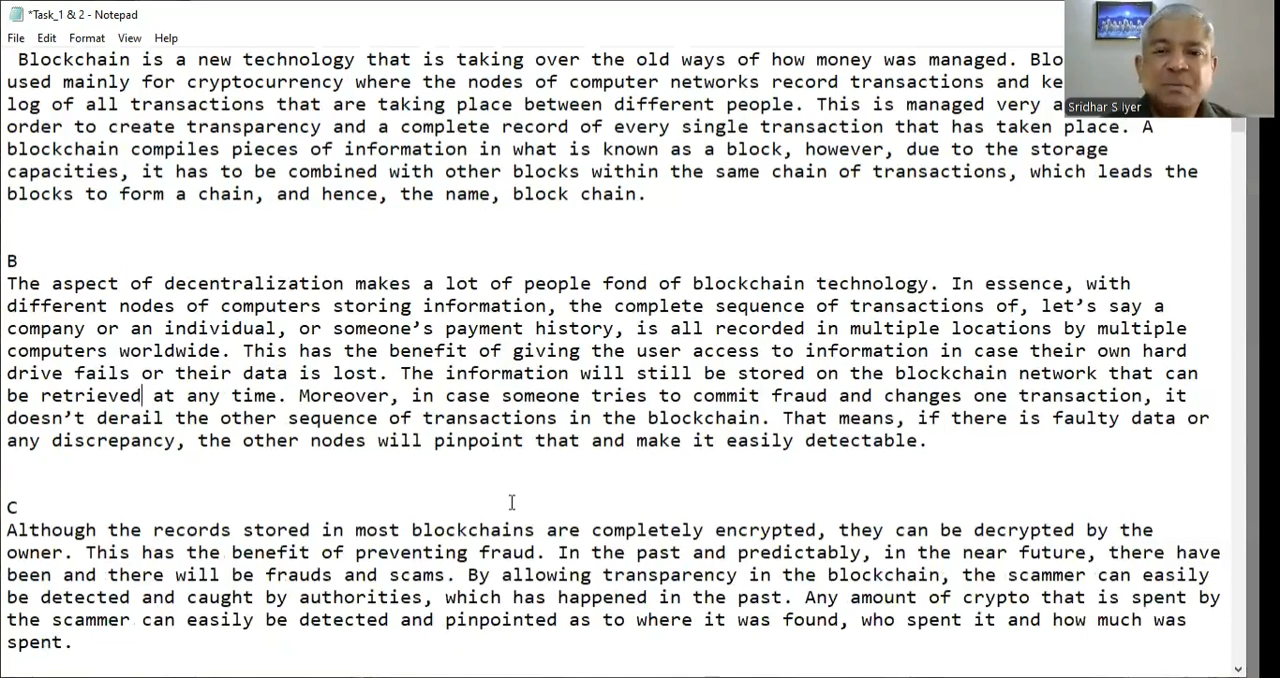 *Task_1 & 2 - Notepad
File Edit Format View Help
Blockchain is a new technology that is taking over the old ways of how money was managed. Blo
used mainly for cryptocurrency where the nodes of computer networks record transactions and ke
log of all transactions that are taking place between different people. This is managed very a
Sridhar S Iyer
order to create transparency and a complete record of every single transaction that has taken place. A
blockchain compiles pieces of information in what is known as a block, however, due to the storage
capacities, it has to be combined with other blocks within the same chain of transactions, which leads the
blocks to form a chain, and hence, the name, block chain.
B
The aspect of decentralization makes a lot of people fond of blockchain technology. In essence, with
different nodes of computers storing information, the complete sequence of transactions of, let’s say a
company or an individual, or someone’s payment history, is all recorded in multiple locations by multiple
computers worldwide. This has the benefit of giving the user access to information in case their own hard
drive fails or their data is lost. The information will still be stored on the blockchain network that can
be retrieved at any time. Moreover, in case someone tries to commit fraud and changes one transaction, it
doesn’t derail the other sequence of transactions in the blockchain. That means, if there is faulty data or
any discrepancy, the other nodes will pinpoint that and make it easily detectable.
C
Although the records stored in most blockchains are completely encrypted, they can be decrypted by the
owner. This has the benefit of preventing fraud. In the past and predictably, in the near future, there have
been and there will be frauds and scams. By allowing transparency in the blockchain, the scammer can easily
be detected and caught by authorities, which has happened in the past. Any amount of crypto that is spent by
the scammer can easily be detected and pinpointed as to where it was found, who spent it and how much was
spent.